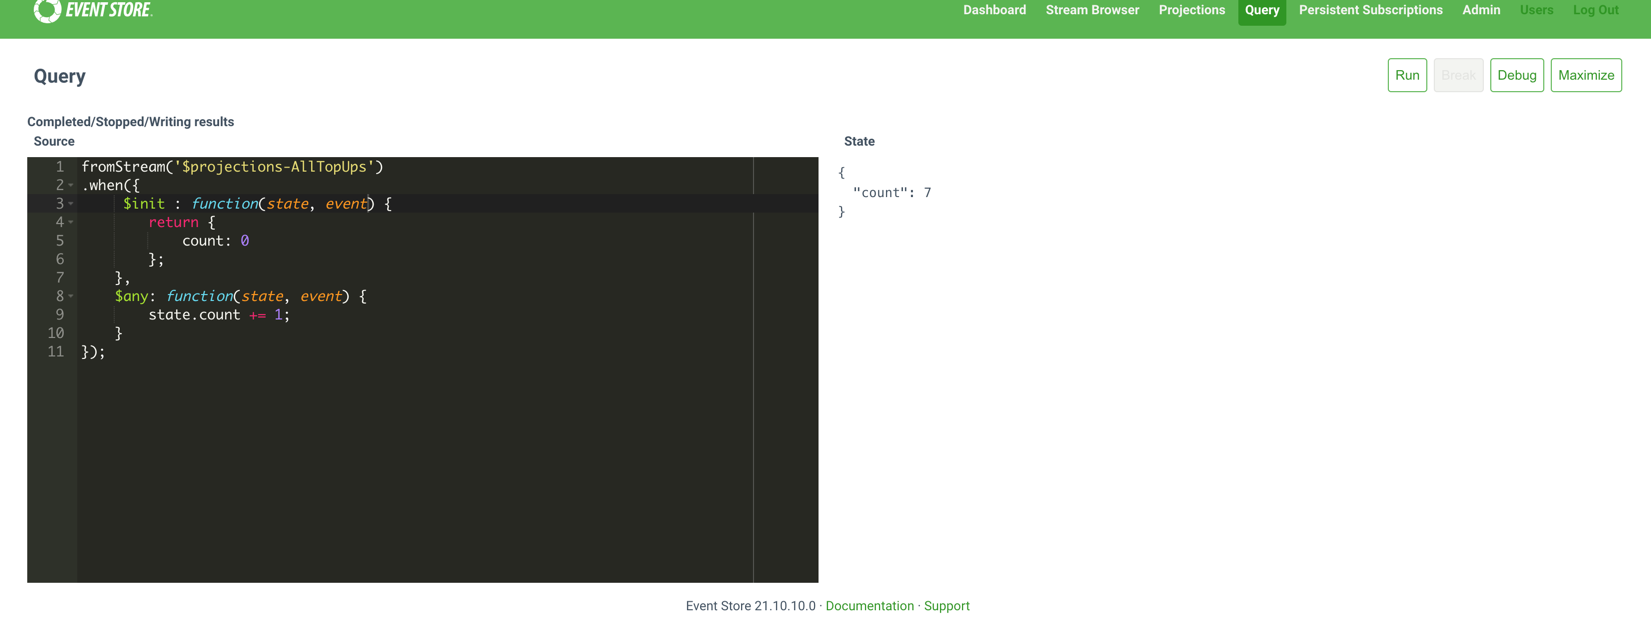 EVENT STORE
Dashboard Stream Browser Projections Query Persistent Subscriptions Admin Users Log Out
Query
Run Break Debug Maximize
Completed/Stopped/Writing results
Source
State
1 fromStream('$projections-AllTopUps')
2 .when({
3 $init : function(state, event) {
4 return {
5 count: 0
6 };
7 },
8 $any: function(state, event) {
9 state.count += 1;
10 }
11 });
{
"count": 7
}
Event Store 21.10.10.0 · Documentation · Support